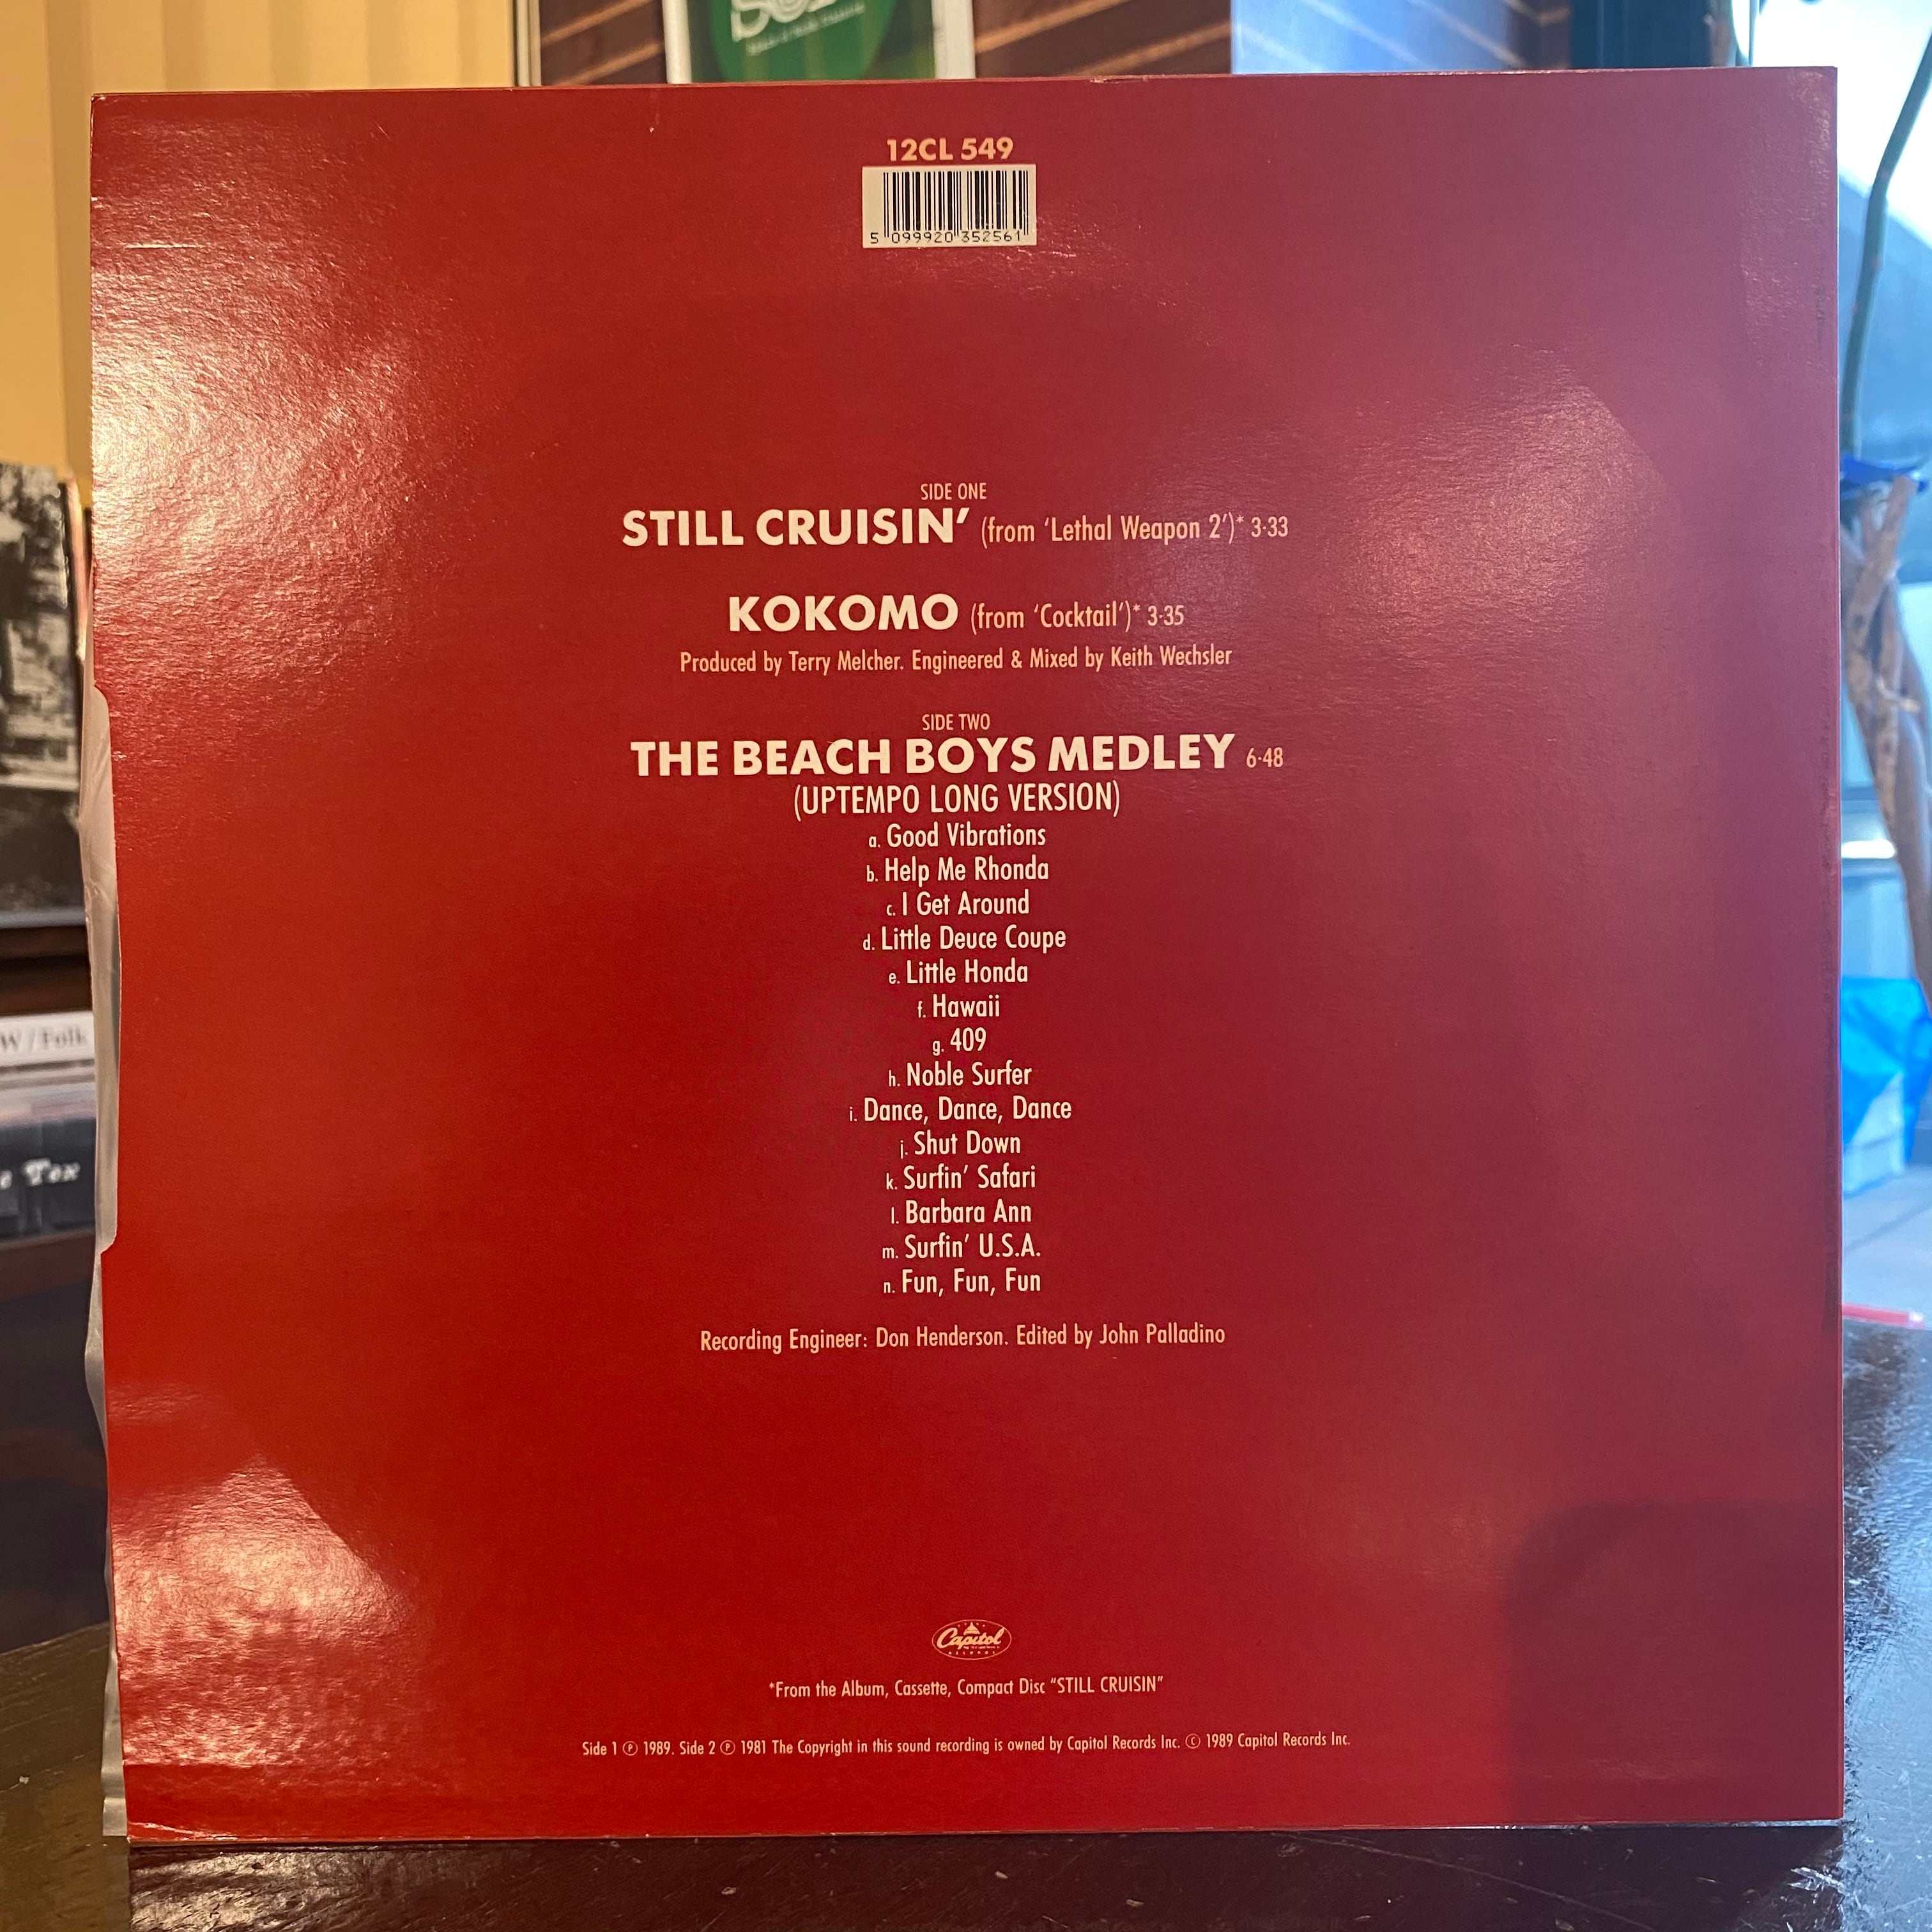 12CL 549
5 099920 352561
SIDE ONE
STILL CRUISIN’ (from ‘Lethal Weapon 2’)* 3·33
KOKOMO (from ‘Cocktail’)* 3·35
Produced by Terry Melcher. Engineered & Mixed by Keith Wechsler
SIDE TWO
THE BEACH BOYS MEDLEY 6·48
(UPTEMPO LONG VERSION)
a. Good Vibrations
b. Help Me Rhonda
c. I Get Around
d. Little Deuce Coupe
e. Little Honda
f. Hawaii
g. 409
h. Noble Surfer
i. Dance, Dance, Dance
j. Shut Down
k. Surfin’ Safari
l. Barbara Ann
m. Surfin’ U.S.A.
n. Fun, Fun, Fun
Recording Engineer: Don Henderson. Edited by John Palladino
Capitol
RECORDS
*From the Album, Cassette, Compact Disc “STILL CRUISIN”
Side 1 ℗ 1989. Side 2 ℗ 1981 The Copyright in this sound recording is owned by Capitol Records Inc. © 1989 Capitol Records Inc.
W / Folk
Tex